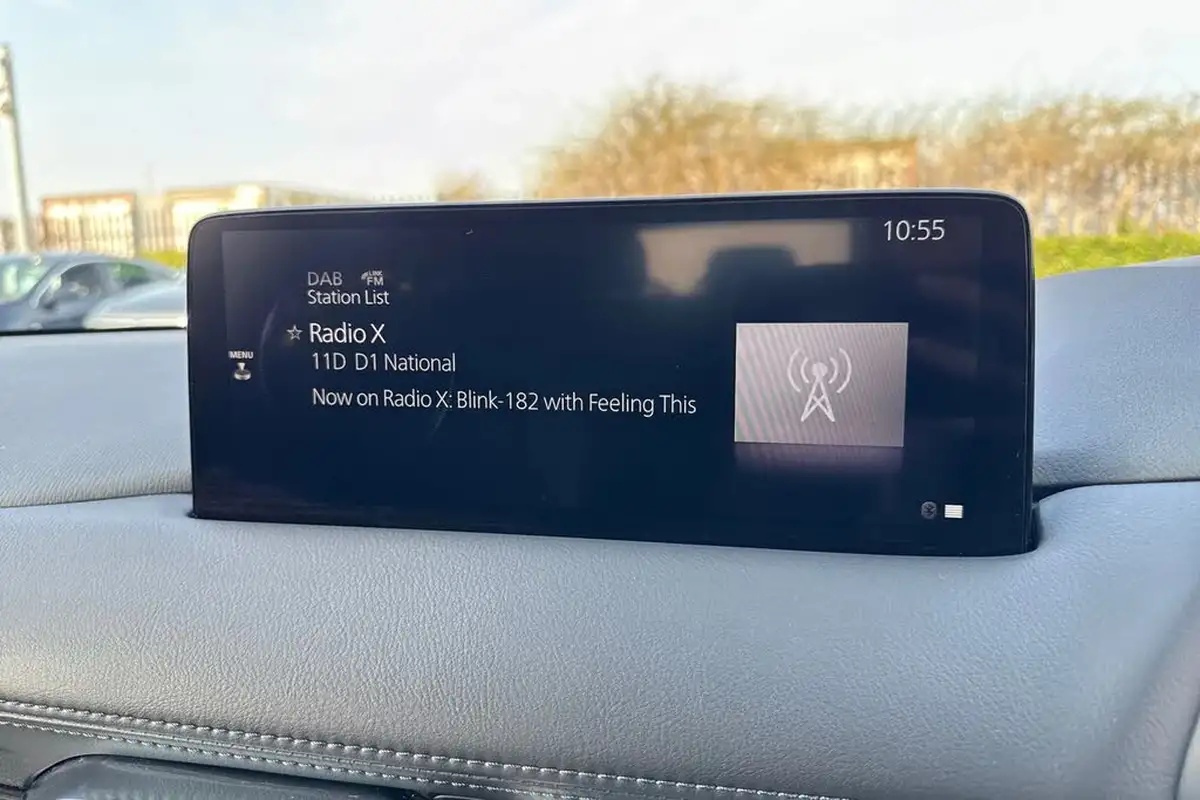 10:55
DAB LINK FM
Station List
☆ Radio X
MENU
11D D1 National
Now on Radio X: Blink-182 with Feeling This